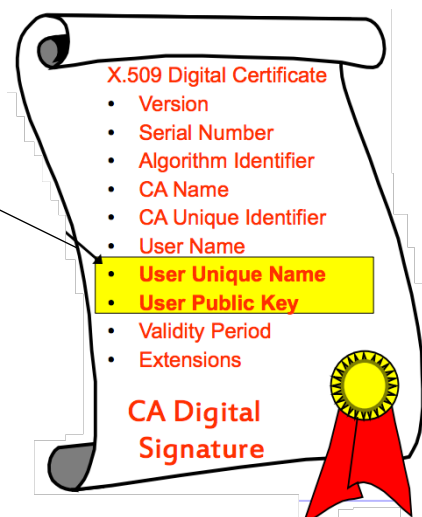 X.509 Digital Certificate
• Version
• Serial Number
• Algorithm Identifier
• CA Name
• CA Unique Identifier
• User Name
• User Unique Name
• User Public Key
• Validity Period
• Extensions
CA Digital
Signature